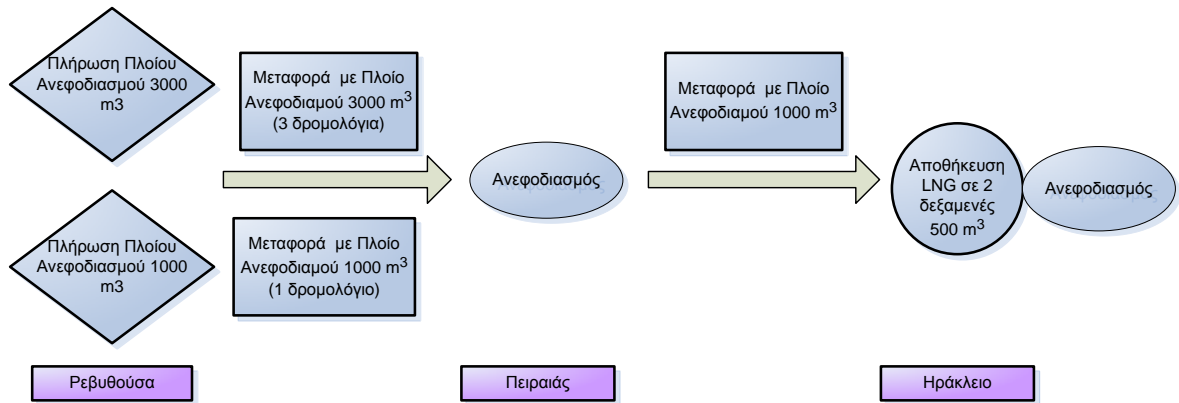 Πλήρωση Πλοίου
Ανεφοδιασμού 3000
m3
Μεταφορά με Πλοίο
Ανεφοδιαμού 3000 m³
(3 δρομολόγια)
Μεταφορά με Πλοίο
Ανεφοδιαμού 1000 m³
Ανεφοδιασμός
Αποθήκευση
LNG σε 2
δεξαμενές
500 m³
Ανεφοδιασμός
Πλήρωση Πλοίου
Ανεφοδιασμού 1000
m3
Μεταφορά με Πλοίο
Ανεφοδιαμού 1000 m³
(1 δρομολόγιο)
Ρεβυθούσα
Πειραιάς
Ηράκλειο